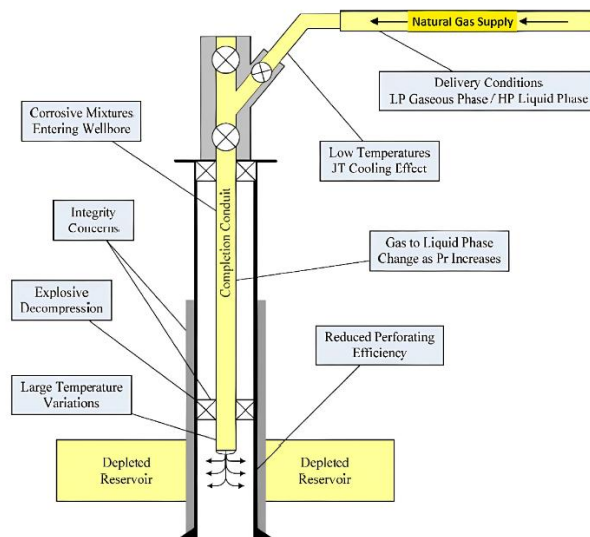 Natural Gas Supply
Delivery Conditions
LP Gaseous Phase / HP Liquid Phase
Corrosive Mixtures
Entering Wellbore
Low Temperatures
JT Cooling Effect
Completion Conduit
Integrity
Concerns
Gas to Liquid Phase
Change as Pr Increases
Explosive
Decompression
Reduced Perforating
Efficiency
Large Temperature
Variations
Depleted
Reservoir
Depleted
Reservoir